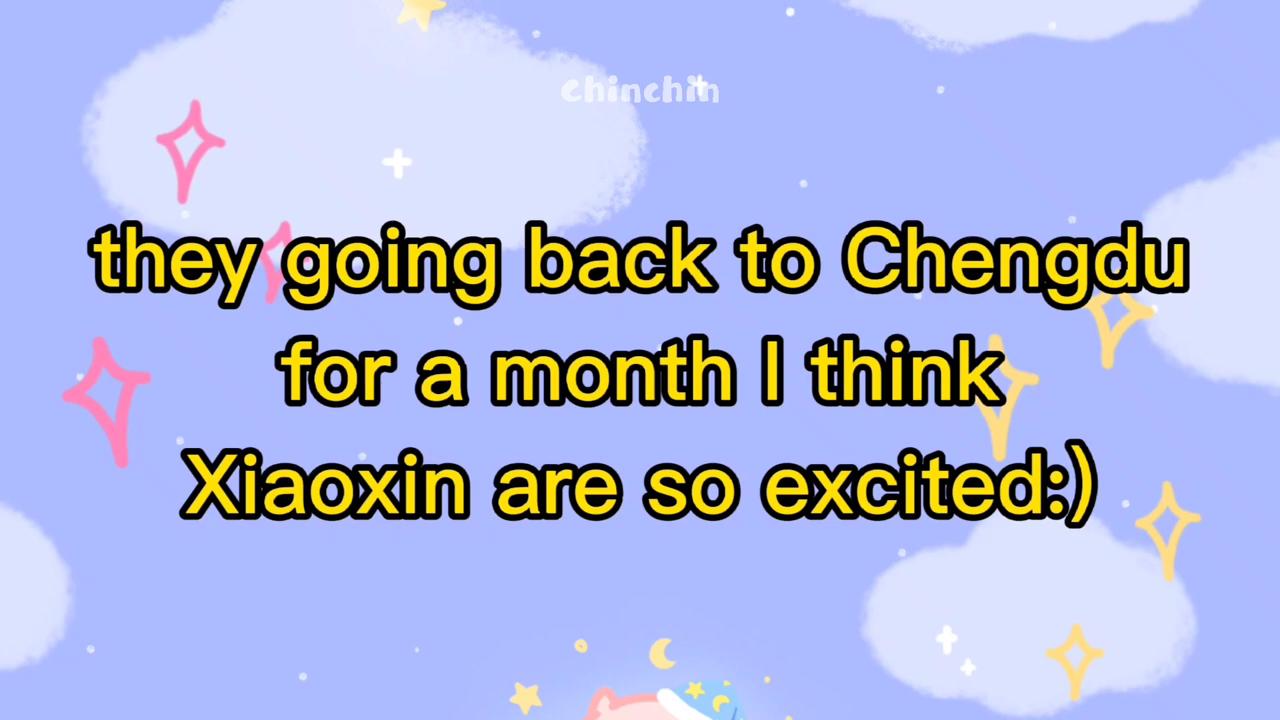 chinchin
they going back to Chengdu
for a month I think
Xiaoxin are so excited:)